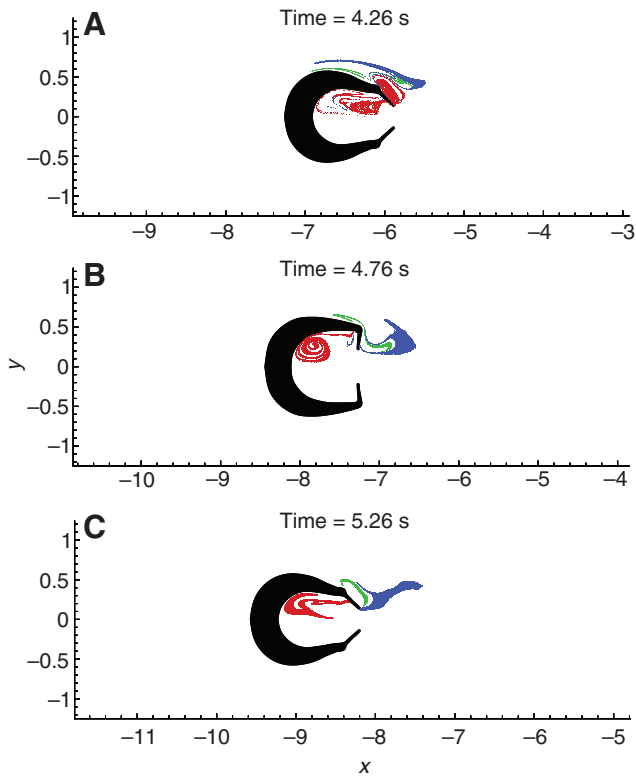 A
Time = 4.26 s
1
0.5
0
−0.5
−1
−9 −8 −7 −6 −5 −4 −3
B
Time = 4.76 s
1
0.5
0
−0.5
−1
y
−10 −9 −8 −7 −6 −5 −4
C
Time = 5.26 s
1
0.5
0
−0.5
−1
−11 −10 −9 −8 −7 −6 −5
x